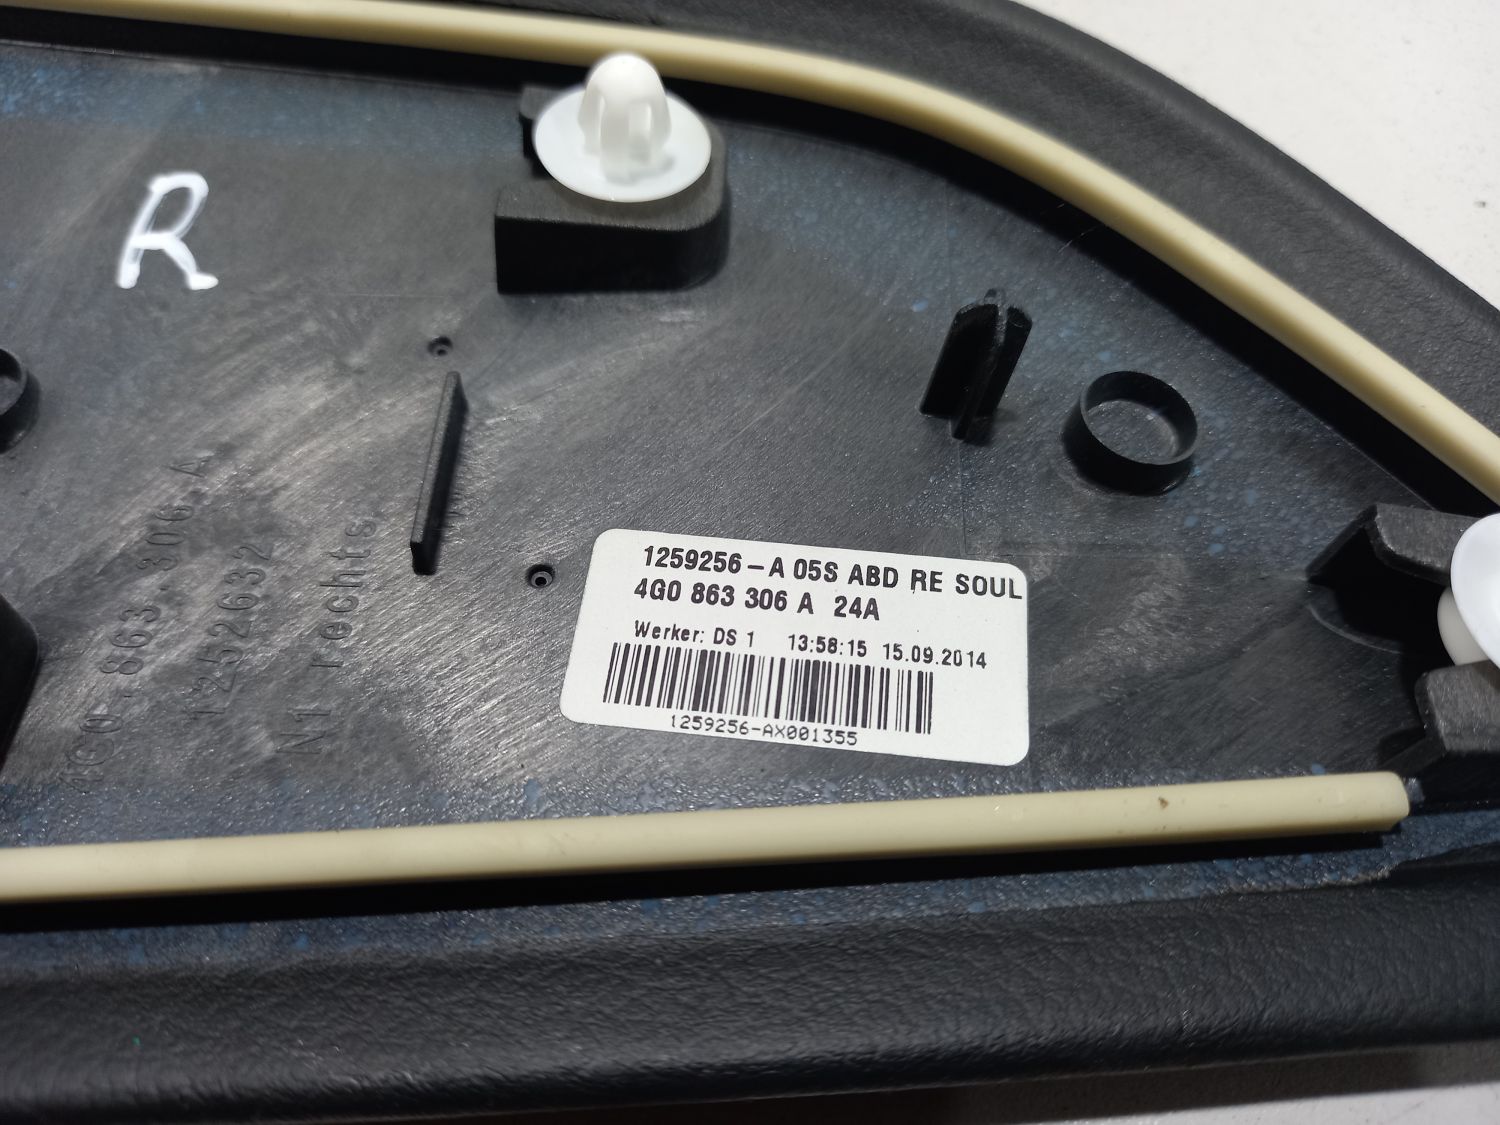 R
4G0.863.306.A
1252632
N1 rechts
1259256-A 05S ABD RE SOUL
4G0 863 306 A 24A
Werker: DS 1 13:58:15 15.09.2014
1259256-AX001355